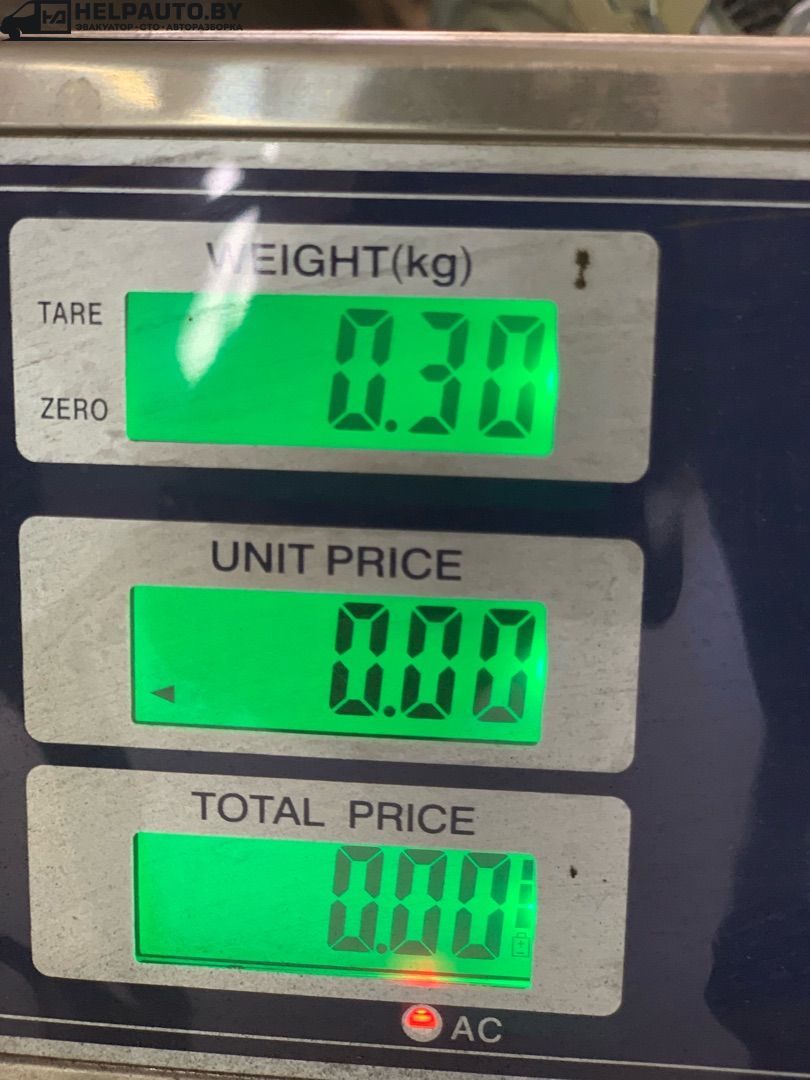 HELPAUTO.BY
ЭВАКУАТОР·СТО·АВТОРАЗБОРКА
WEIGHT(kg)
TARE
0.30
ZERO
UNIT PRICE
0.00
TOTAL PRICE
0.00
AC